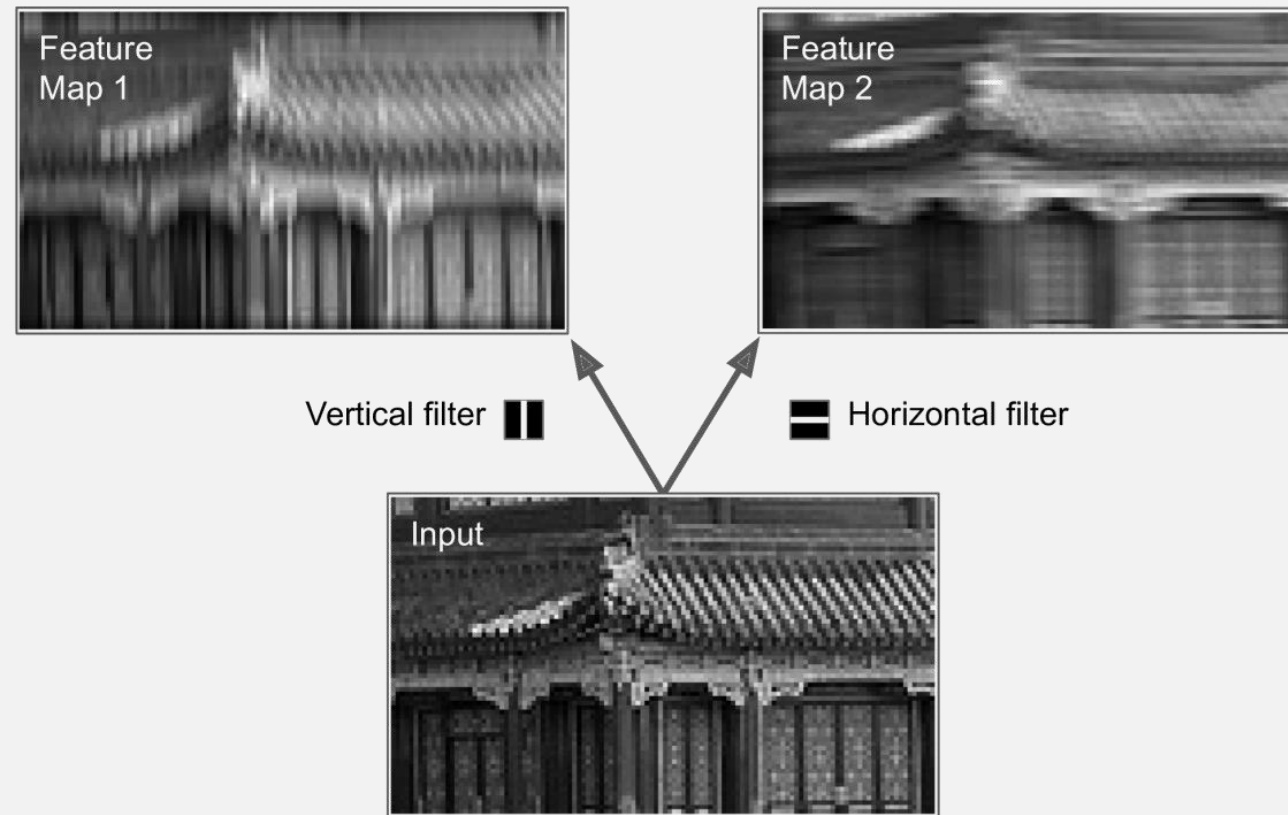 Feature
Map 1
Feature
Map 2
Vertical filter
Horizontal filter
Input